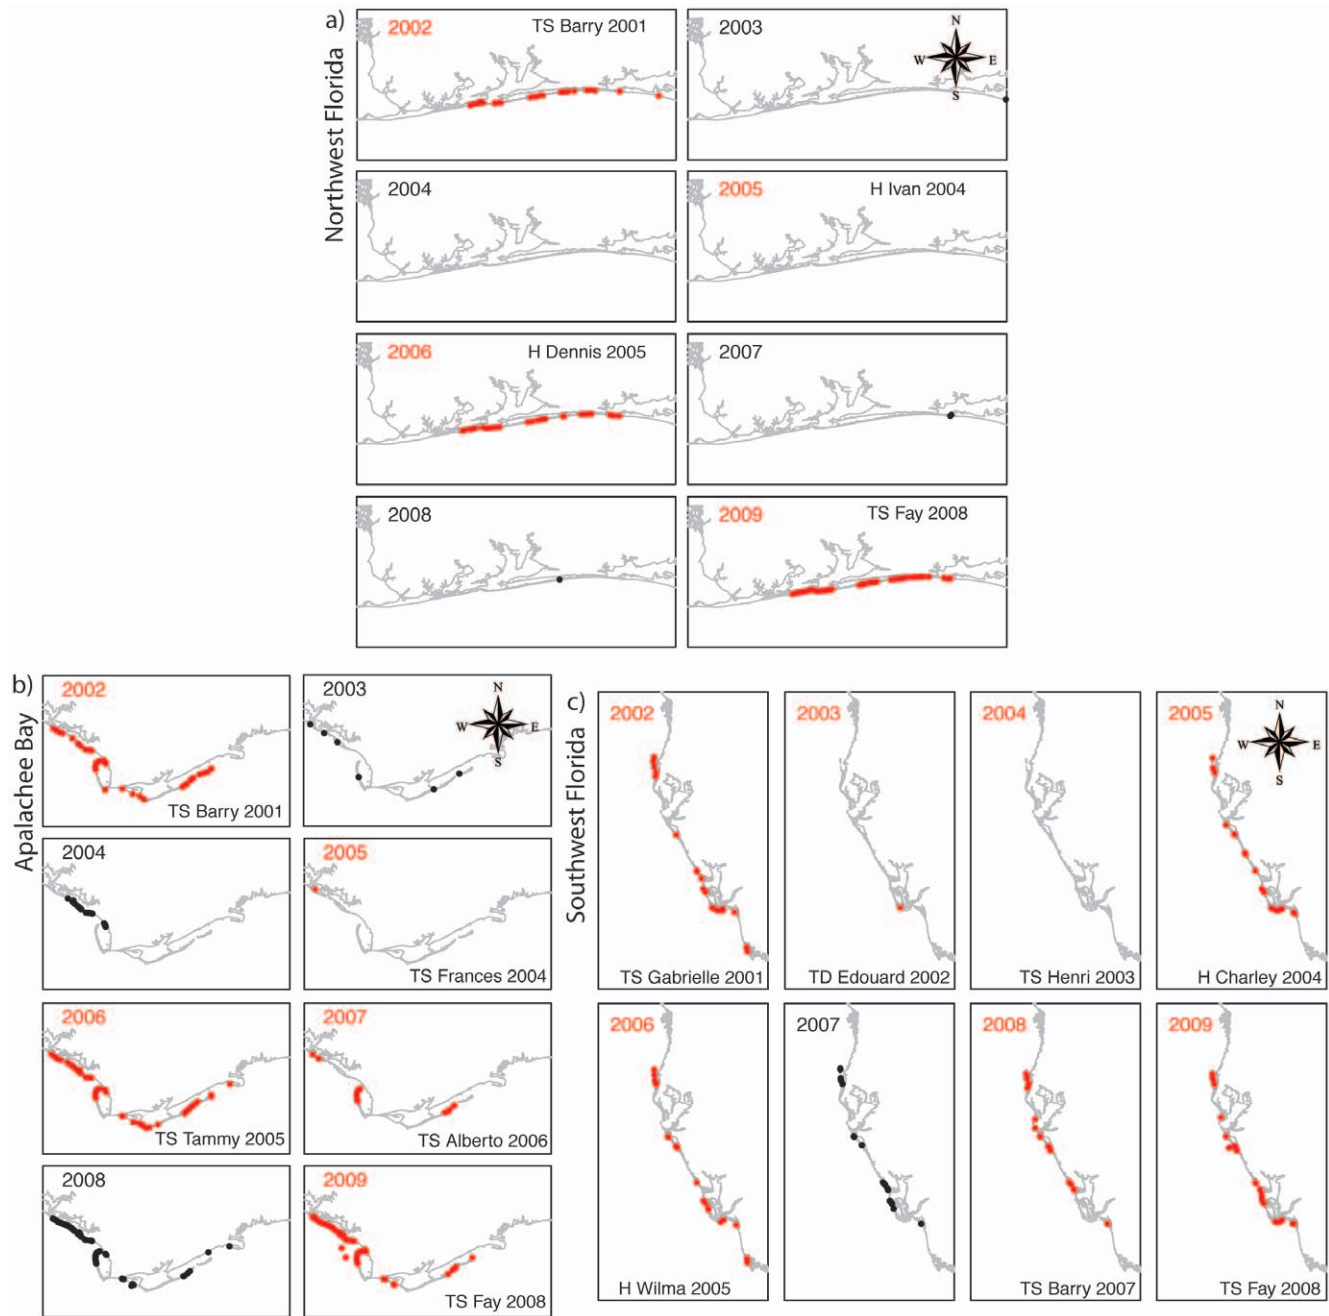 a)
Northwest Florida
2002
TS Barry 2001
2003
N
W
E
S
2004
2005
H Ivan 2004
2006
H Dennis 2005
2007
2008
2009
TS Fay 2008
b)
Apalachee Bay
2002
TS Barry 2001
2003
N
W
E
S
2004
2005
TS Frances 2004
2006
TS Tammy 2005
2007
TS Alberto 2006
2008
2009
TS Fay 2008
c)
Southwest Florida
2002
TS Gabrielle 2001
2003
TD Edouard 2002
2004
TS Henri 2003
2005
N
W
E
S
H Charley 2004
2006
H Wilma 2005
2007
2008
TS Barry 2007
2009
TS Fay 2008